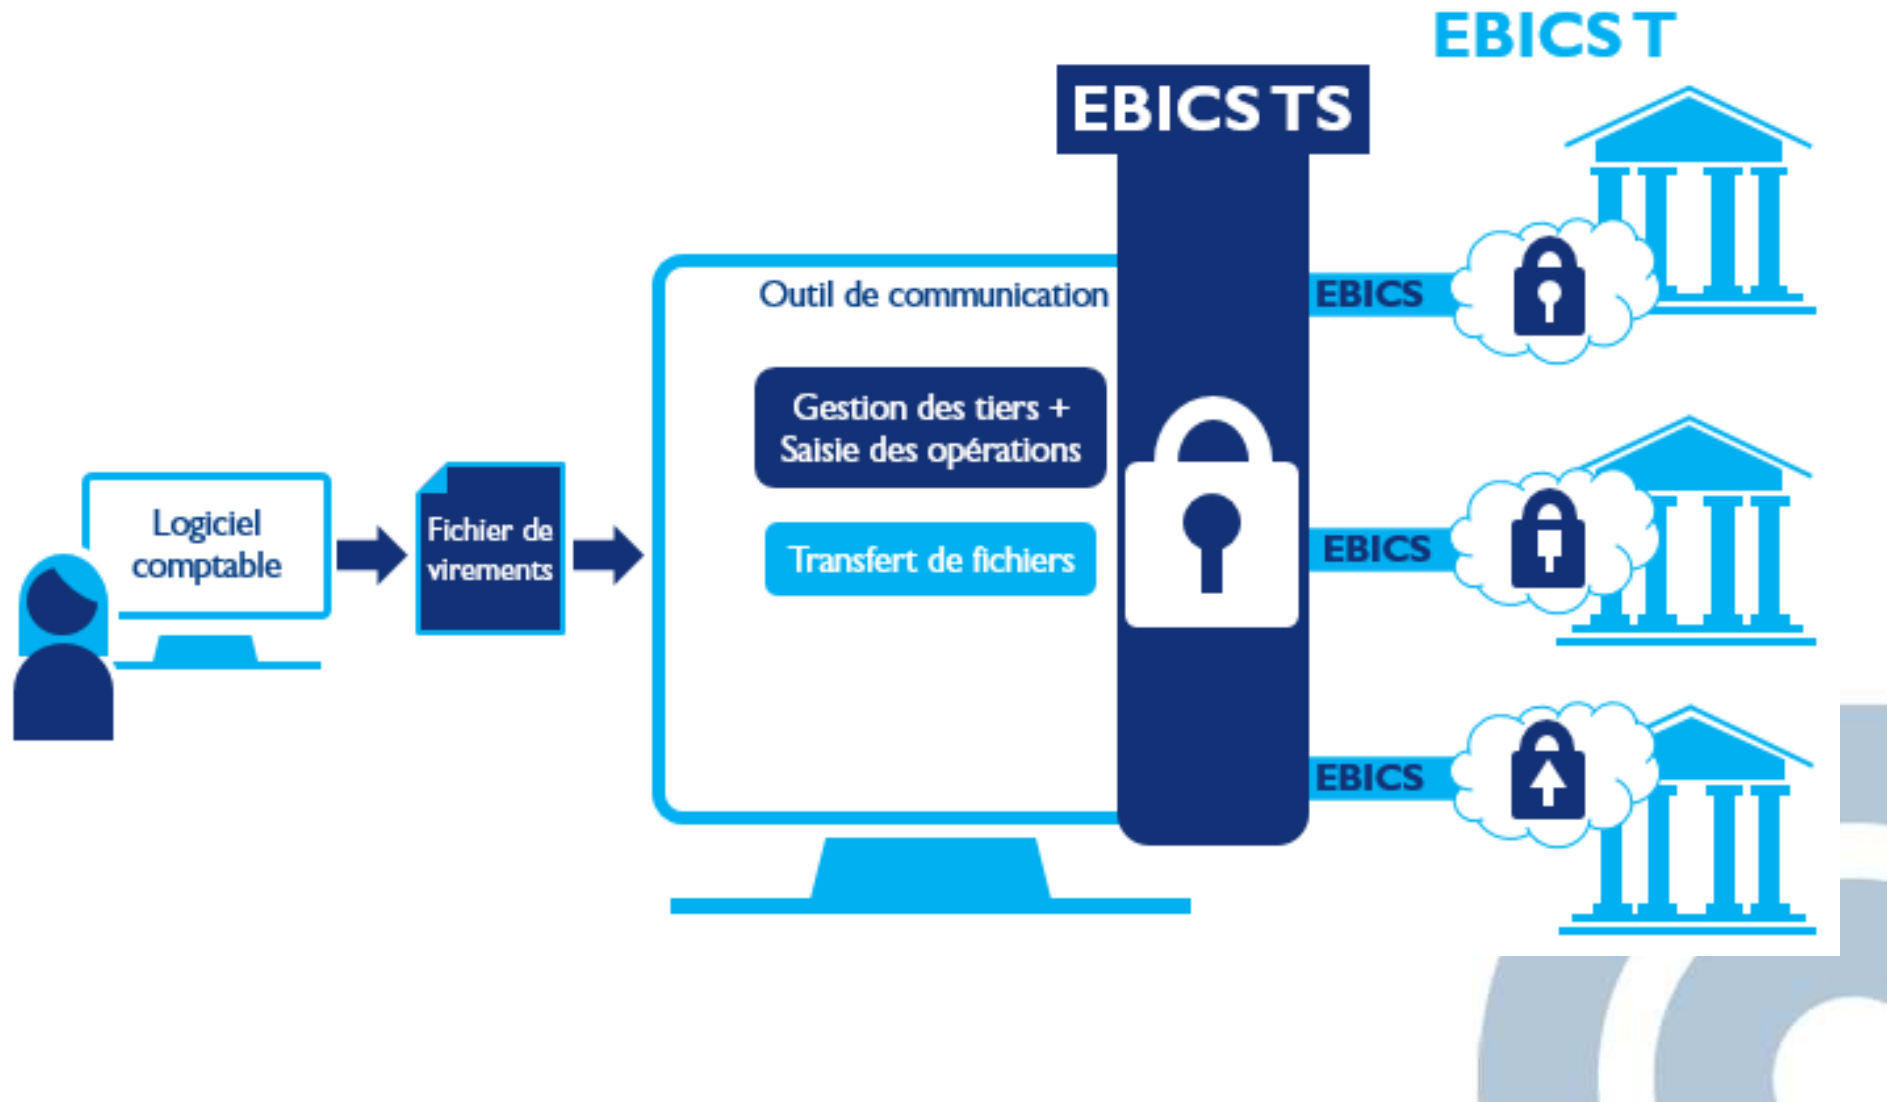 EBICS T
EBICS TS
Outil de communication
EBICS
Gestion des tiers +
Saisie des opérations
Logiciel
comptable
Fichier de
virements
Transfert de fichiers
EBICS
EBICS